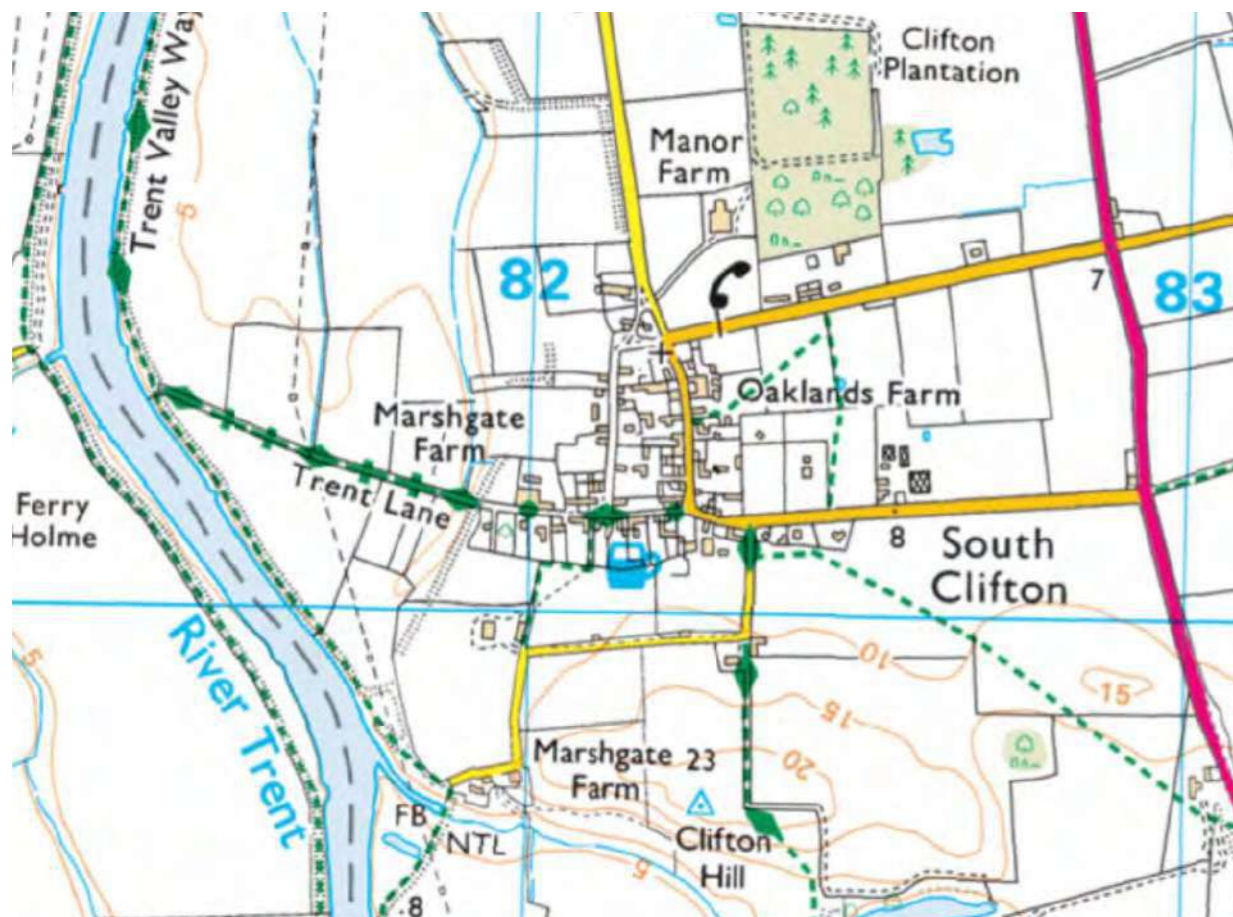 Clifton
Plantation
Trent Valley Way
Manor
Farm
5
82
7
83
Oaklands Farm
Marshgate
Farm
Trent Lane
Ferry
Holme
8
South
Clifton
River Trent
5
10
15
15
20
Marshgate
Farm
23
Clifton
Hill
FB
NTL
5
8